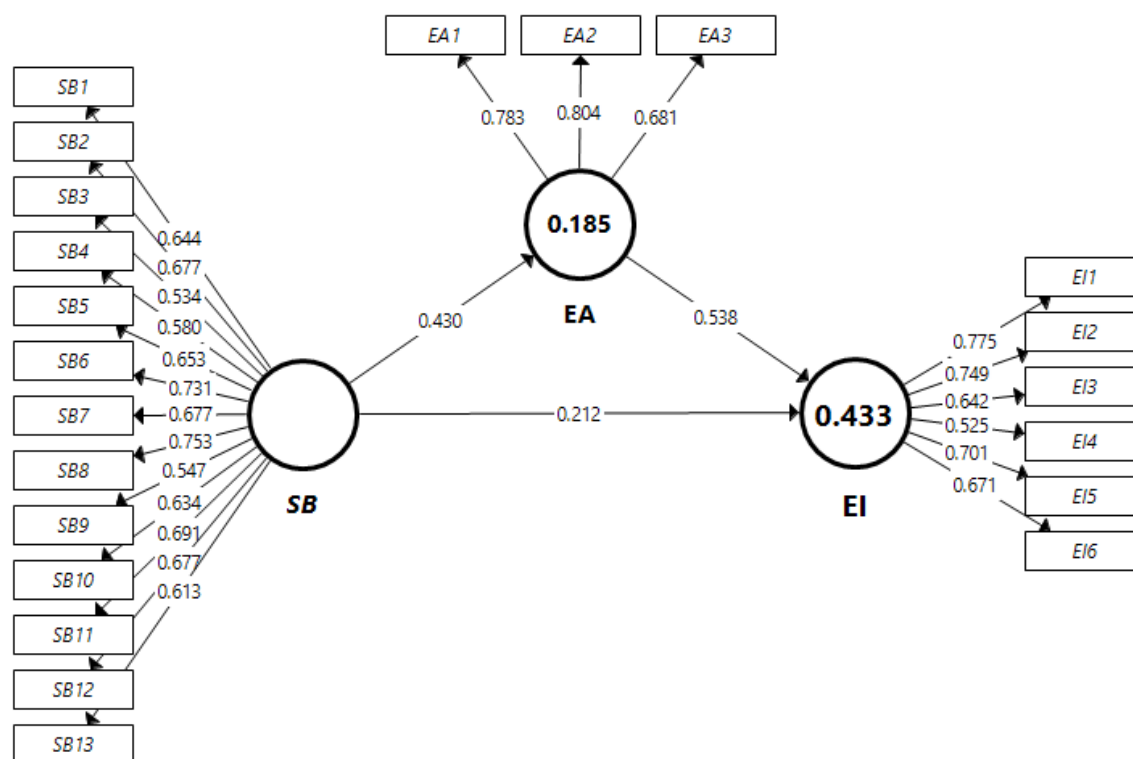 EA1 EA2 EA3
0.783 0.804 0.681
0.185
EA
SB1
SB2
SB3
SB4
SB5
SB6
SB7
SB8
SB9
SB10
SB11
SB12
SB13
0.644
0.677
0.534
0.580
0.653
0.731
0.677
0.753
0.547
0.634
0.691
0.677
0.613
SB
0.430
0.538
0.212
0.433
EI
0.775
0.749
0.642
0.525
0.701
0.671
EI1
EI2
EI3
EI4
EI5
EI6